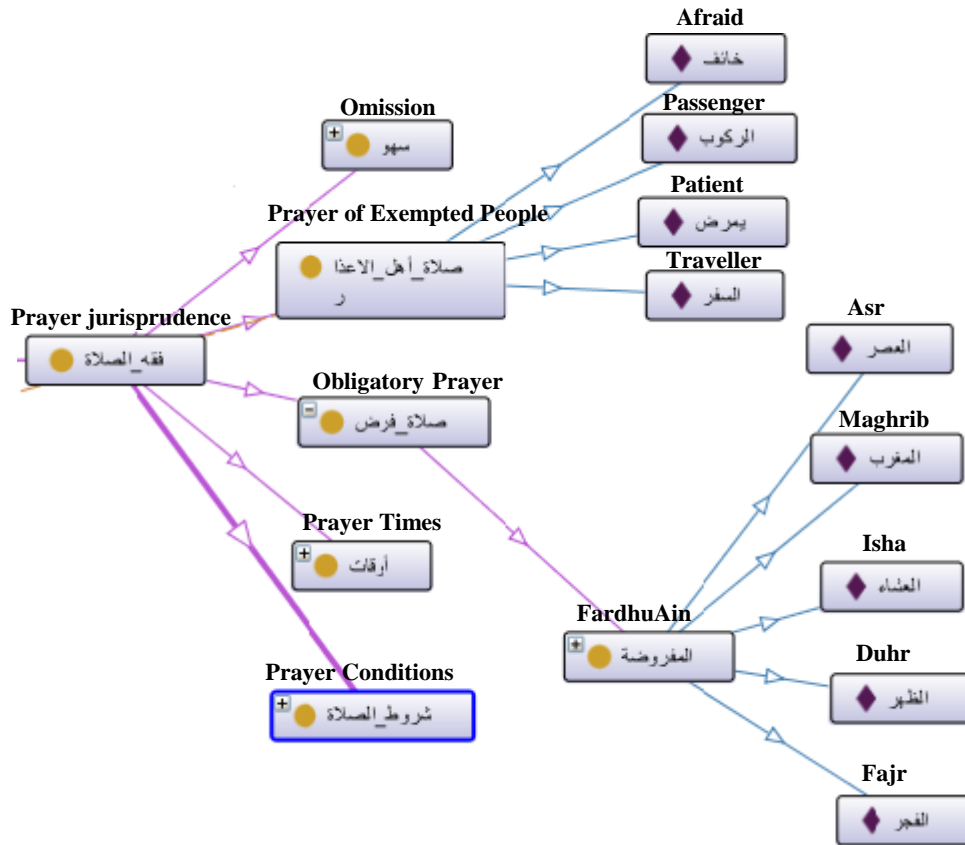 Afraid
خائف
Passenger
الركوب
Omission
سهو
Patient
يمرض
Prayer of Exempted People
صلاة_أهل_الاعذا
ر
Traveller
السفر
Prayer jurisprudence
فقه_الصلاة
Asr
العصر
Obligatory Prayer
صلاة_فرض
Maghrib
المغرب
Prayer Times
أوقات
Isha
العشاء
FardhuAin
المفروضة
Duhr
الظهر
Prayer Conditions
شروط_الصلاة
Fajr
الفجر